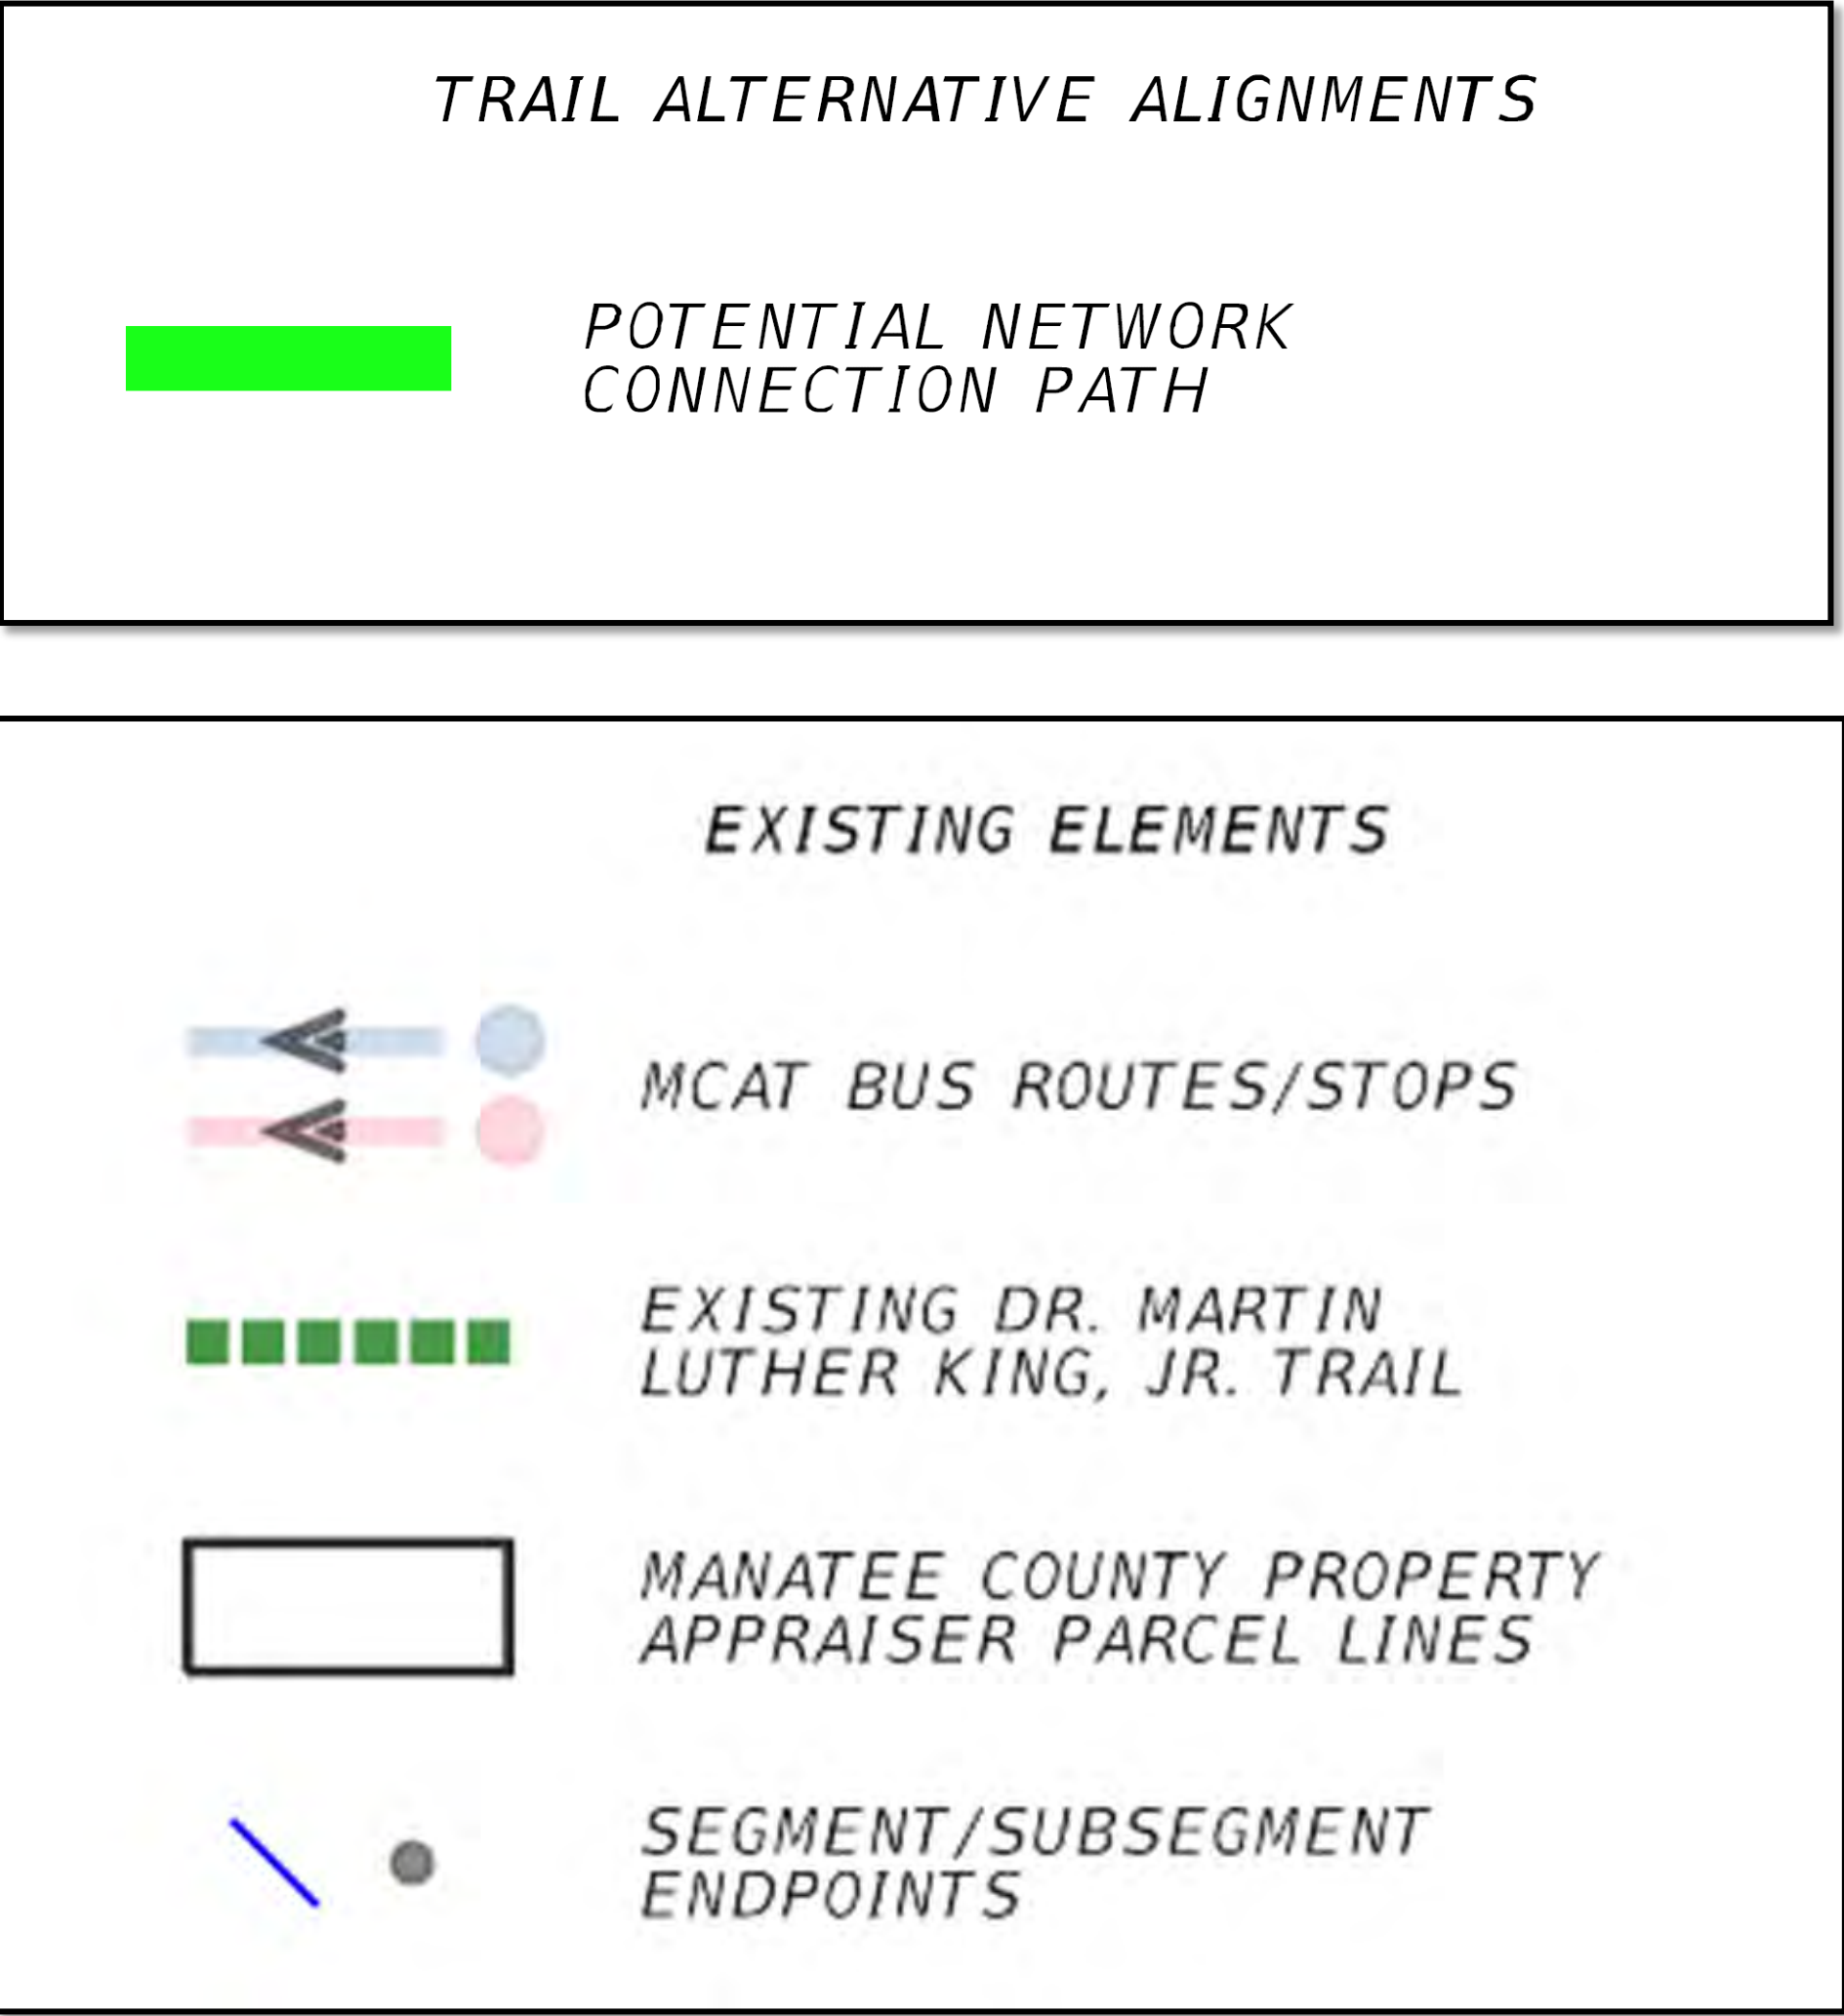 TRAIL ALTERNATIVE ALIGNMENTS
POTENTIAL NETWORK
CONNECTION PATH
EXISTING ELEMENTS
MCAT BUS ROUTES/STOPS
EXISTING DR. MARTIN
LUTHER KING, JR. TRAIL
MANATEE COUNTY PROPERTY
APPRAISER PARCEL LINES
SEGMENT/SUBSEGMENT
ENDPOINTS